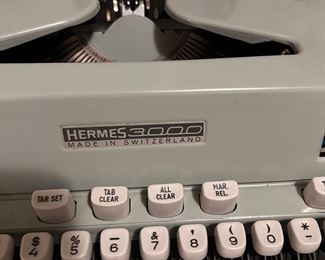 HERMES 3000
MADE IN SWITZERLAND
TAB SET
TAB CLEAR
ALL CLEAR
MAR. REL.
$ % _ & ' ( ) *
4 5 6 7 8 9 0 -